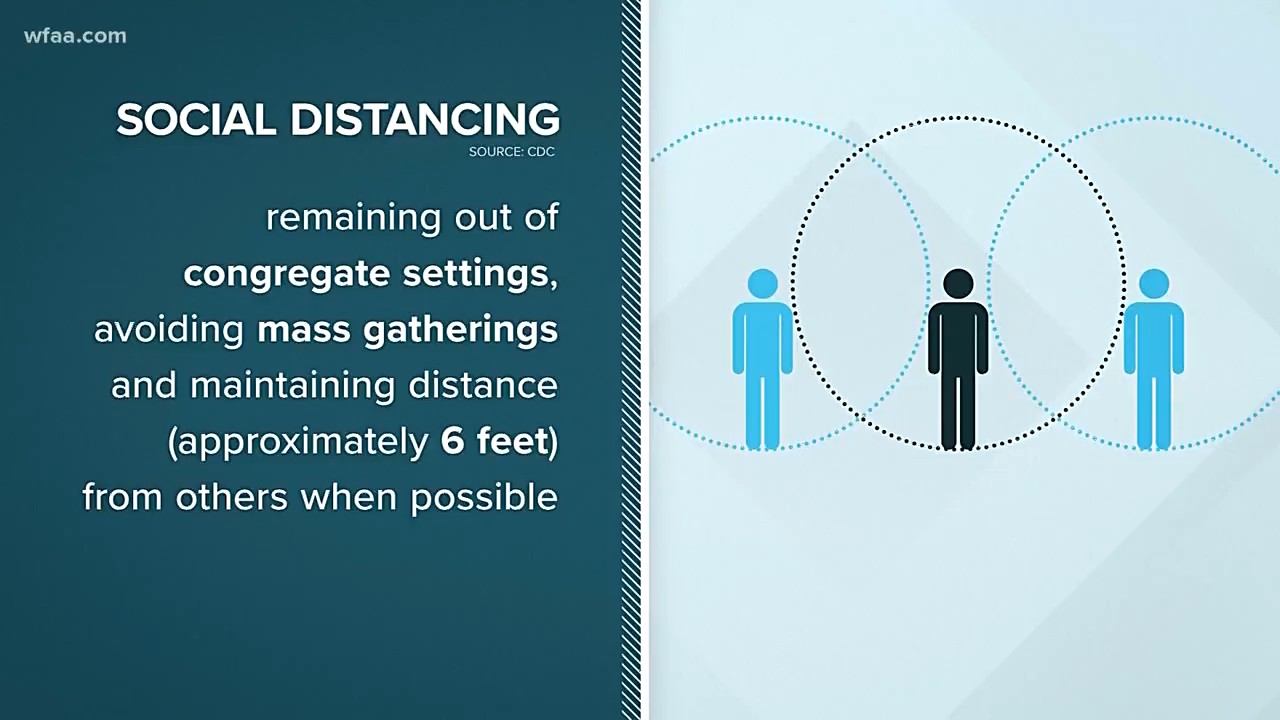 wfaa.com
SOCIAL DISTANCING
SOURCE: CDC
remaining out of
congregate settings,
avoiding mass gatherings
and maintaining distance
(approximately 6 feet)
from others when possible